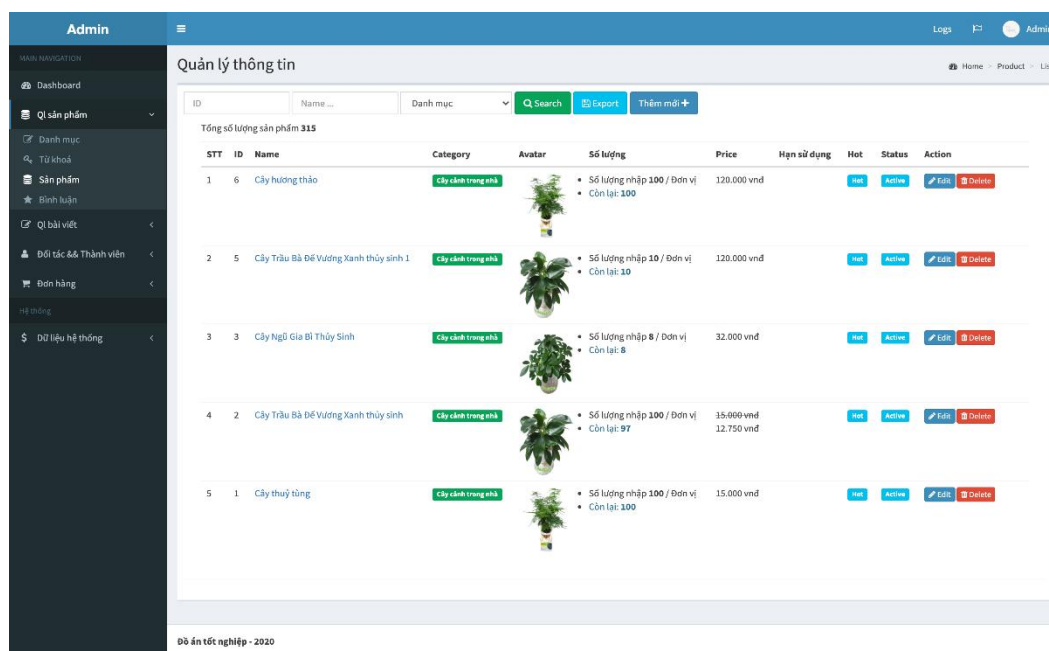 Admin
Logs
Admin
MAIN NAVIGATION
Quản lý thông tin
Home > Product >
Dashboard
Ql sản phẩm
Danh mục
Từ khoá
Sản phẩm
Bình luận
Ql bài viết
Đối tác && Thành viên
Đơn hàng
Hệ thống
Dữ liệu hệ thống
ID Name ... Danh mục Search Export Thêm mới +
Tổng số lượng sản phẩm 315
STT ID Name Category Avatar Số lượng Price Hạn sử dụng Hot Status Action
1 6 Cây hương thảo Cây cảnh trong nhà • Số lượng nhập 100 / Đơn vị 120.000 vnđ Hot Active Edit Delete
• Còn lại: 100
2 5 Cây Trầu Bà Đế Vương Xanh thủy sinh 1 Cây cảnh trong nhà • Số lượng nhập 10 / Đơn vị 120.000 vnđ Hot Active Edit Delete
• Còn lại: 10
3 3 Cây Ngũ Gia Bì Thủy Sinh Cây cảnh trong nhà • Số lượng nhập 8 / Đơn vị 32.000 vnđ Hot Active Edit Delete
• Còn lại: 8
4 2 Cây Trầu Bà Đế Vương Xanh thủy sinh Cây cảnh trong nhà • Số lượng nhập 100 / Đơn vị 15.000 vnđ Hot Active Edit Delete
• Còn lại: 97 12.750 vnđ
5 1 Cây thuỷ tùng Cây cảnh trong nhà • Số lượng nhập 100 / Đơn vị 15.000 vnđ Hot Active Edit Delete
• Còn lại: 100
Đồ án tốt nghiệp - 2020